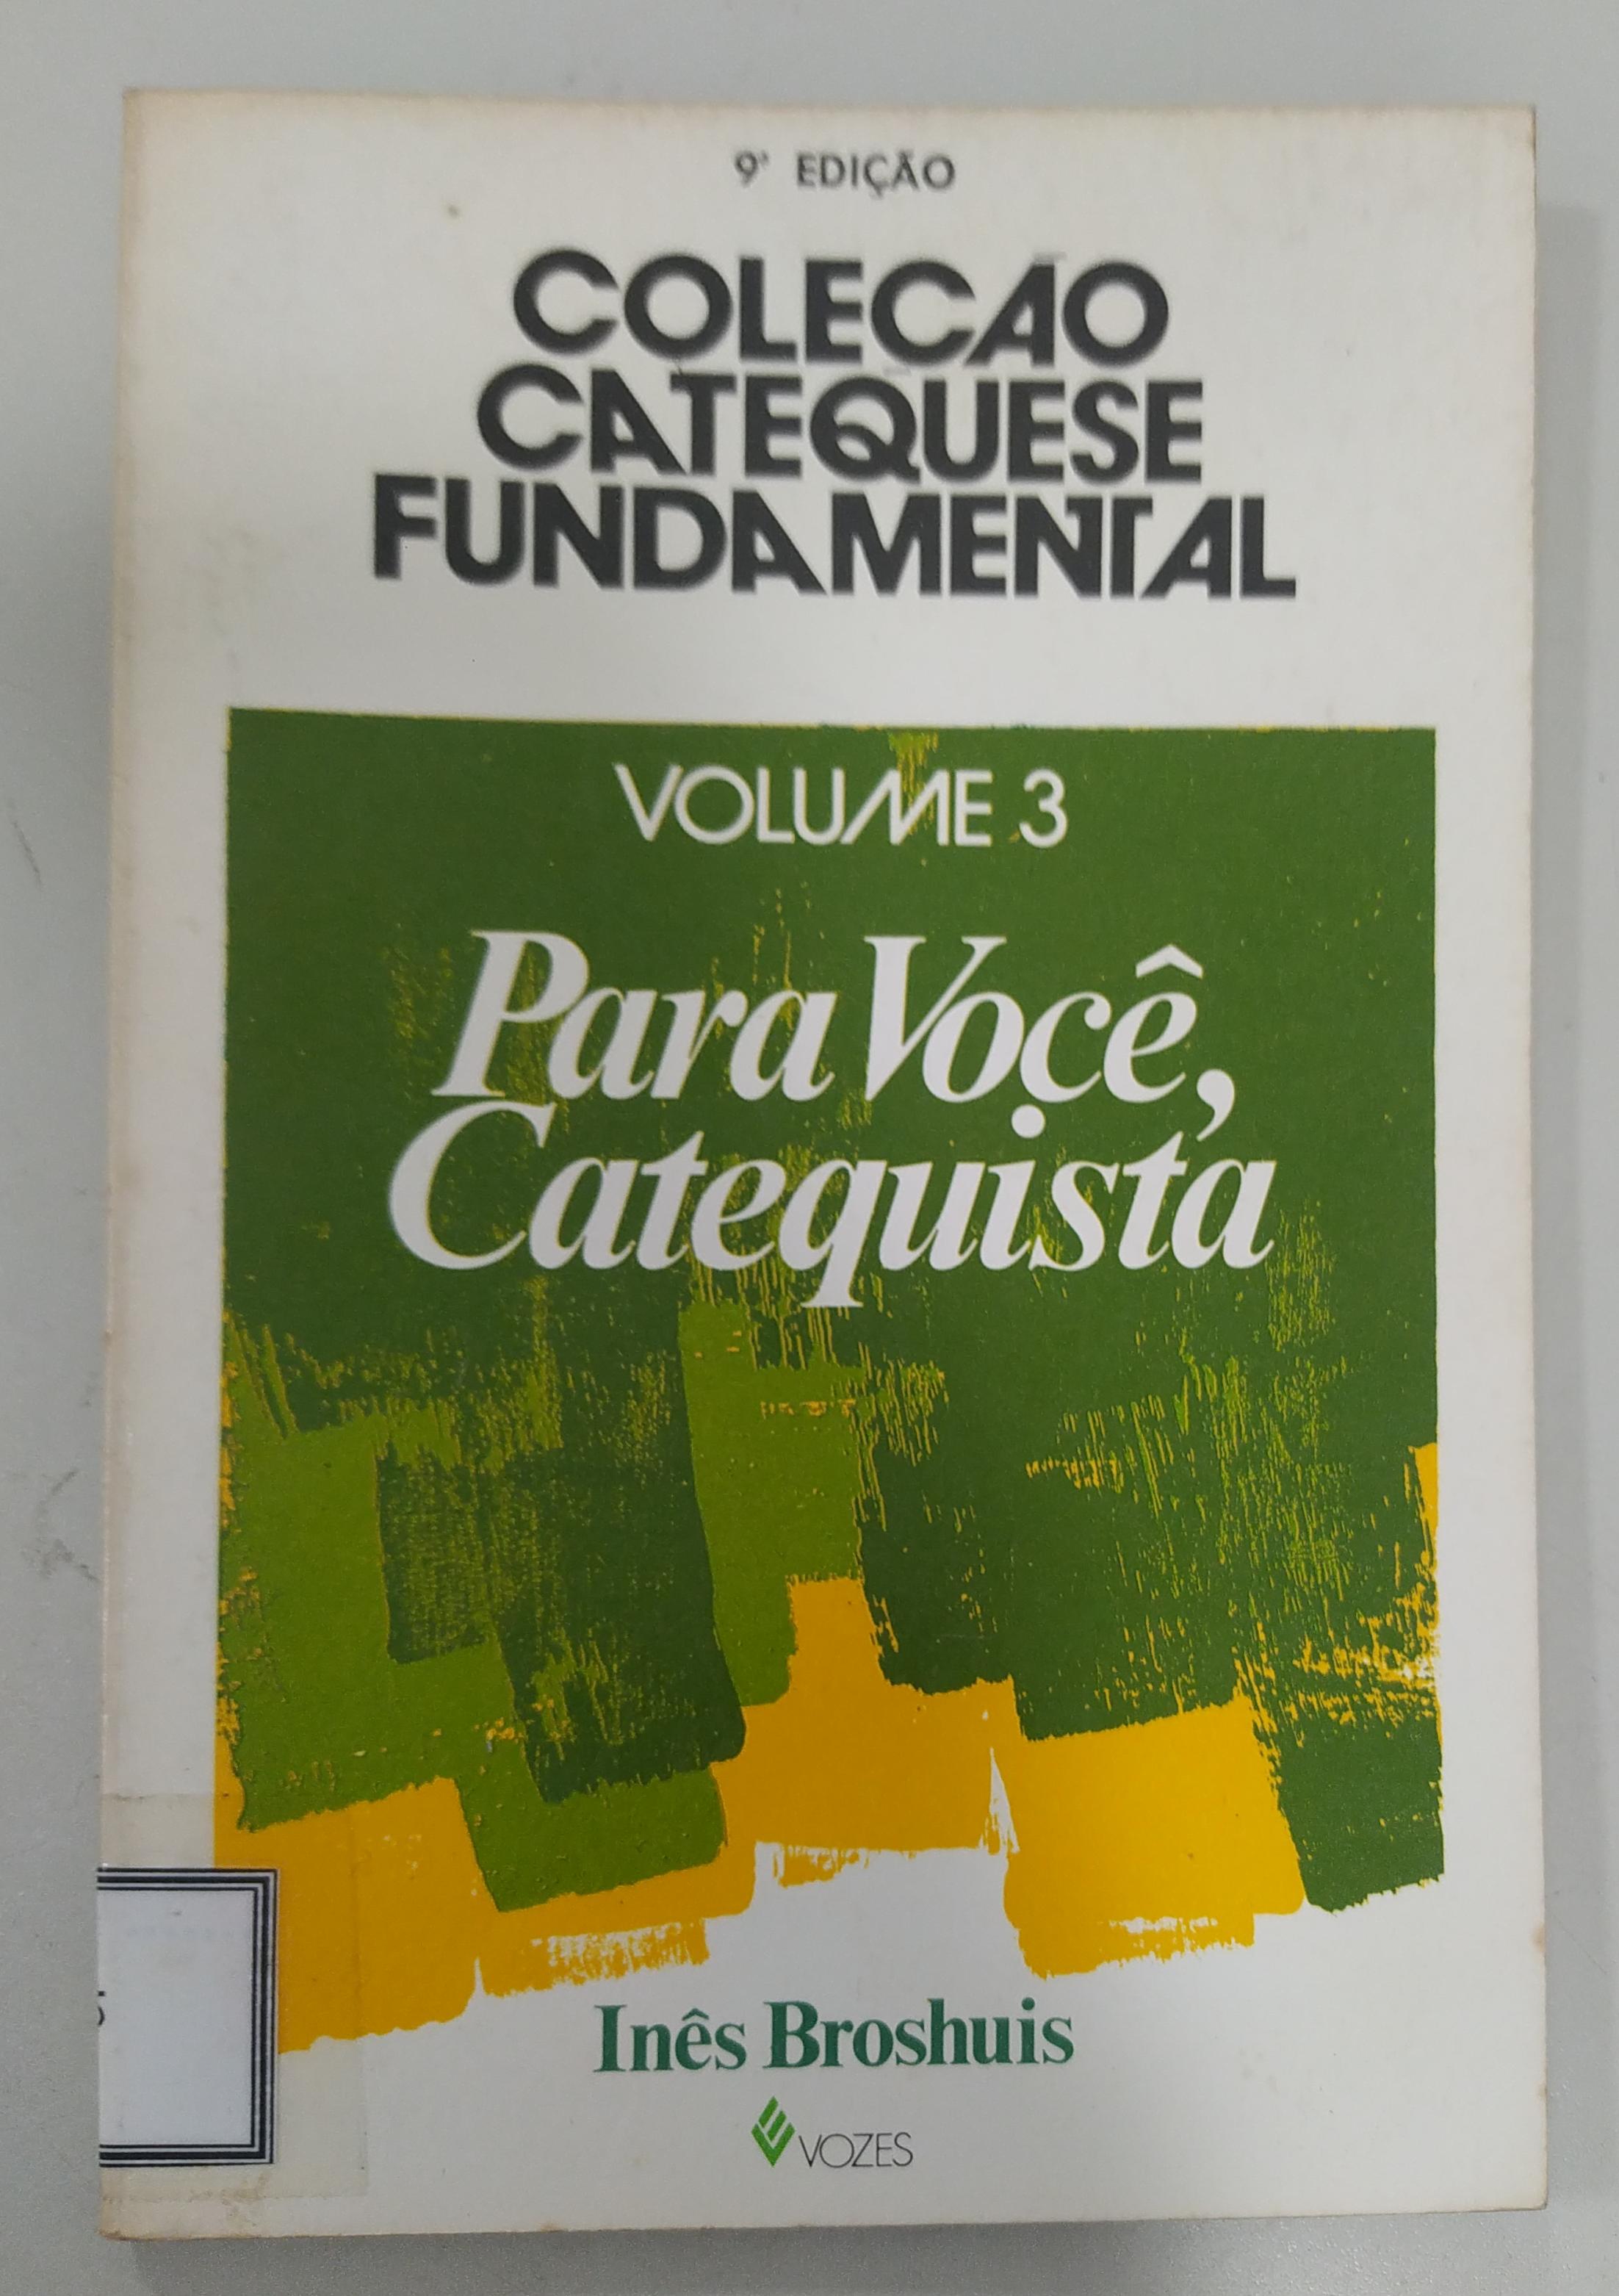 9ª EDIÇÃO
COLEÇÃO
CATEQUESE
FUNDAMENTAL
VOLUME 3
Para Você,
Catequista
Inês Broshuis
VOZES